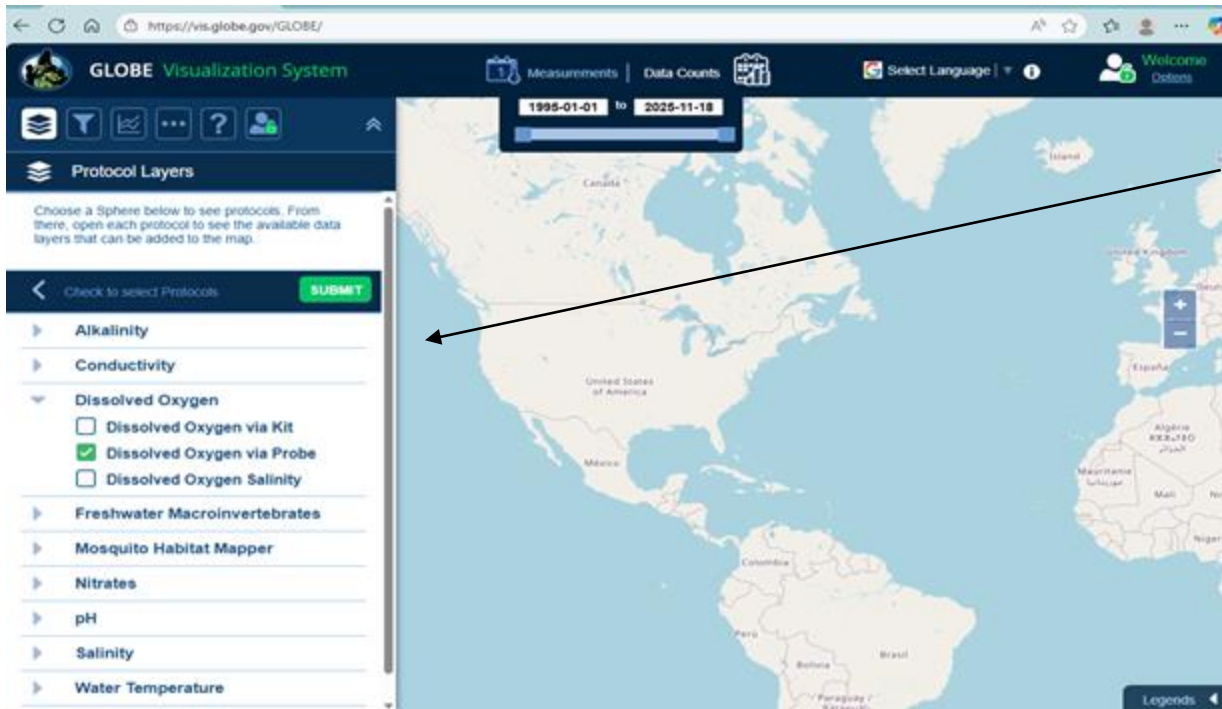 https://vis.globe.gov/GLOBE/
GLOBE Visualization System
Measurements | Data Counts
Select Language
Welcome
Options
1995-01-01 to 2025-11-18
Protocol Layers
Choose a Sphere below to see protocols. From
there, open each protocol to see the available data
layers that can be added to the map.
Check to select Protocols
SUBMIT
Alkalinity
Conductivity
Dissolved Oxygen
Dissolved Oxygen via Kit
Dissolved Oxygen via Probe
Dissolved Oxygen Salinity
Freshwater Macroinvertebrates
Mosquito Habitat Mapper
Nitrates
pH
Salinity
Water Temperature
Canada
Ísland
United Kingdom
United States
of America
España
México
Algérie
الجزائر
Mauritanie
موريتانيا
Mali
Niger
Colombia
Perú
Brasil
Bolivia
Paraguay /
Legends